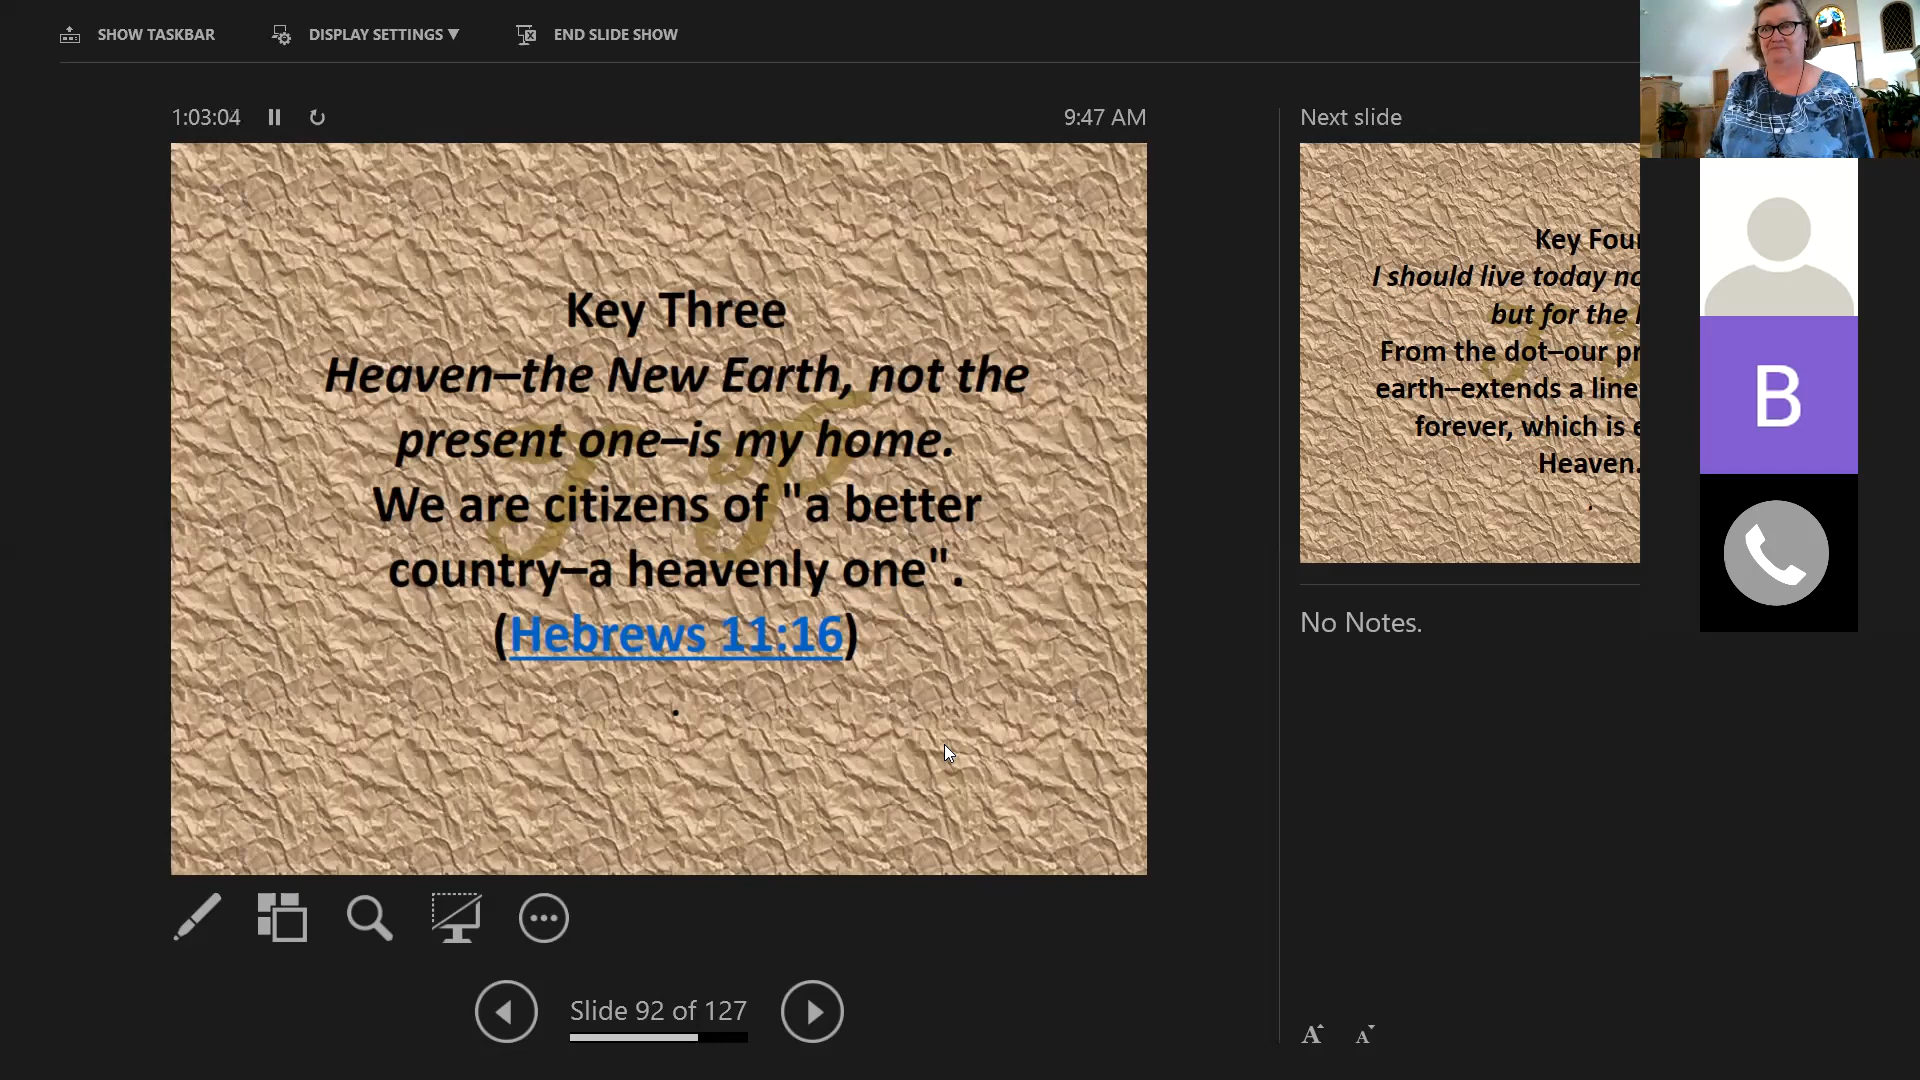 SHOW TASKBAR
DISPLAY SETTINGS ▼
END SLIDE SHOW
1:03:04
9:47 AM
Key Three
Heaven–the New Earth, not the
present one–is my home.
We are citizens of "a better
country–a heavenly one".
(Hebrews 11:16)
.
Slide 92 of 127
Next slide
Key
I should live today
but for the
From the dot–our
earth–extends a line
forever, which is
Heaven.
.
No Notes.
A A
B